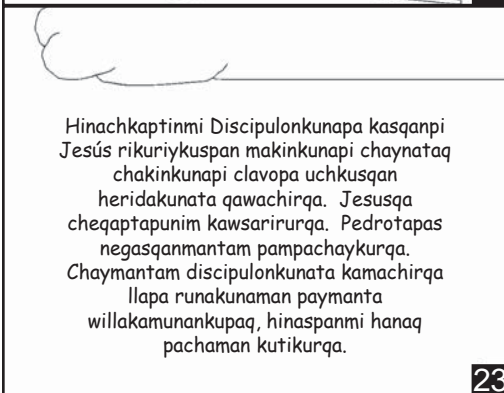 Hinachkaptinmi Discipulonkunapa kasqanpi
Jesús rikuriykuspan makinkunapi chaynataq
chakinkunapi clavopa uchkusqan
heridakunata qawachirqa. Jesusqa
cheqaptapunim kawsarirurqa. Pedrotapas
negasqanmantam pampachaykurqa.
Chaymantam discipulonkunata kamachirqa
llapa runakunaman paymanta
willakamunankupaq, hinaspanmi hanaq
pachaman kutikurqa.
23